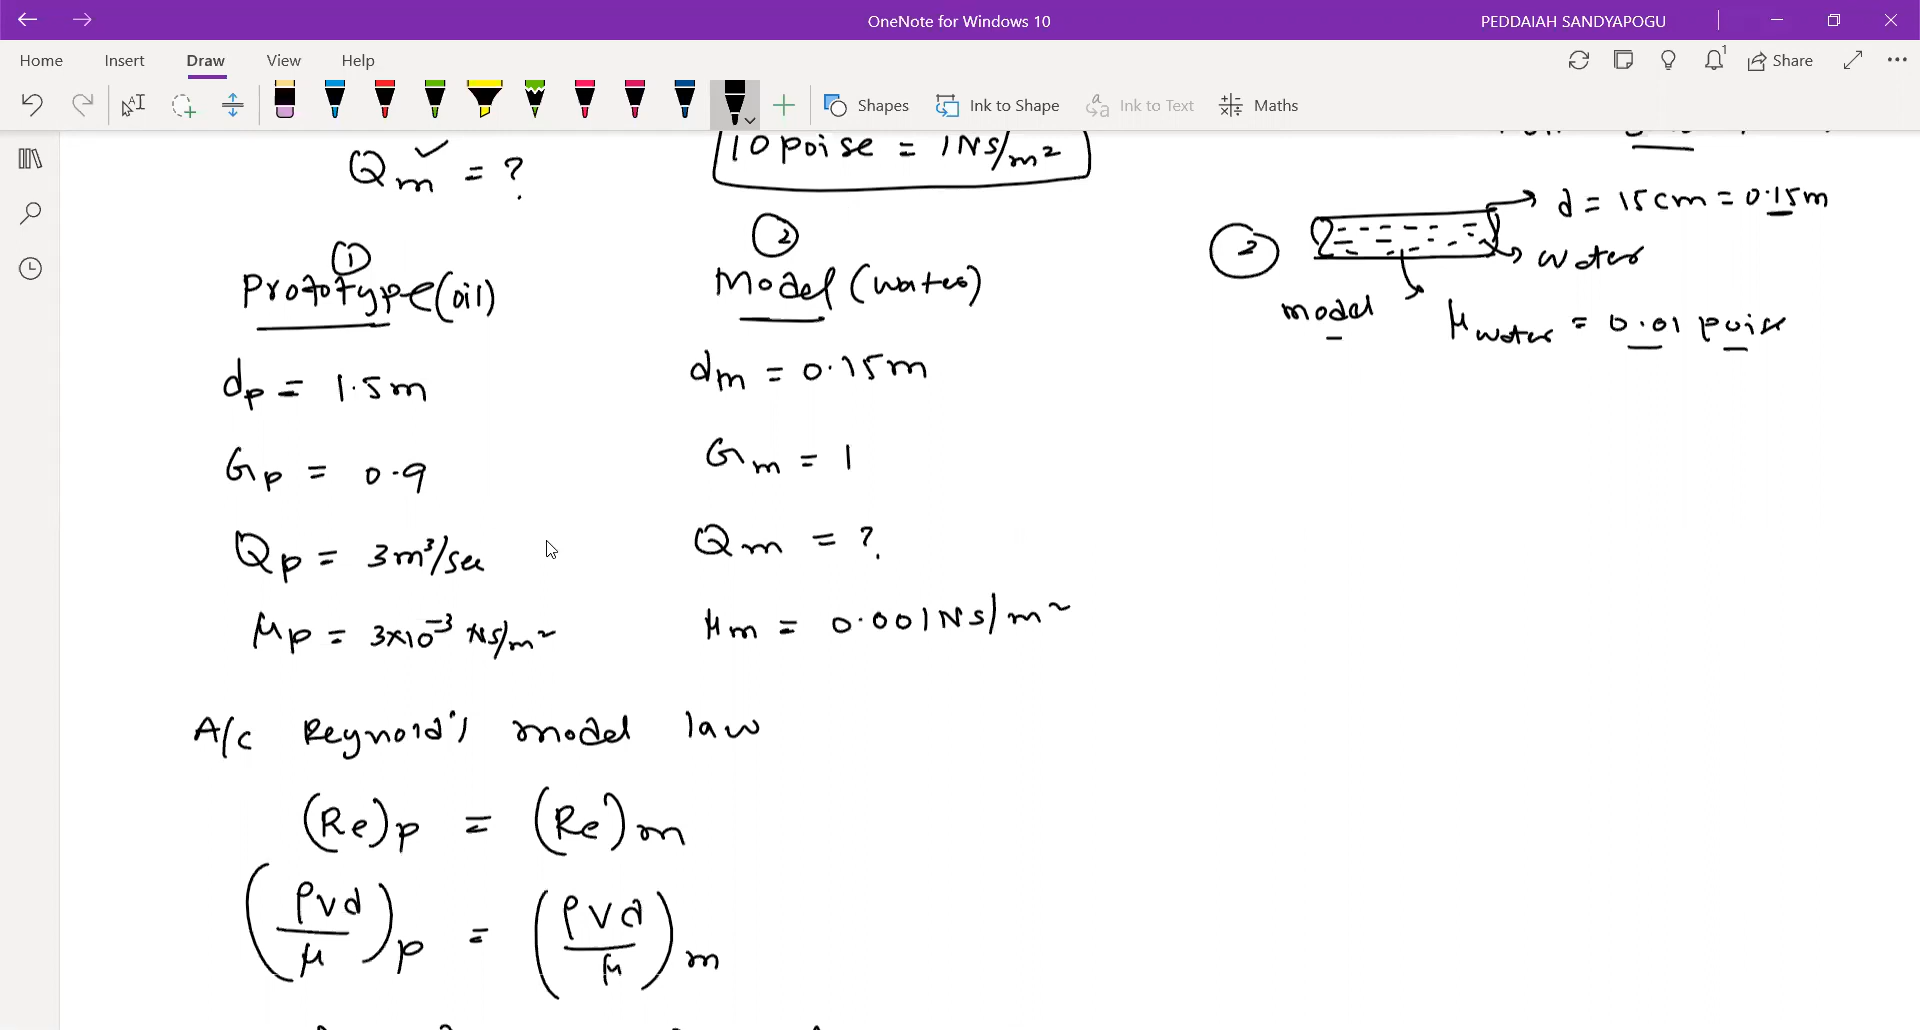 OneNote for Windows 10
PEDDAIAH SANDYAPOGU
Home Insert Draw View Help
1 Share
Shapes Ink to Shape Ink to Text Maths
Qm = ?
10 poise = 1NS/m²
d = 15cm = 0.15m
water
2
model
μwater = 0.01 poise
1
Prototype(oil)
2
Model (water)
dp = 1.5m
dm = 0.15m
Gp = 0.9
Gm = 1
Qp = 3m³/sec
Qm = ?
μp = 3×10⁻³ NS/m²
μm = 0.001NS/m²
A/c Reynold's model law
(Re)p = (Re)m
(ρvd/μ)p = (ρvd/μ)m